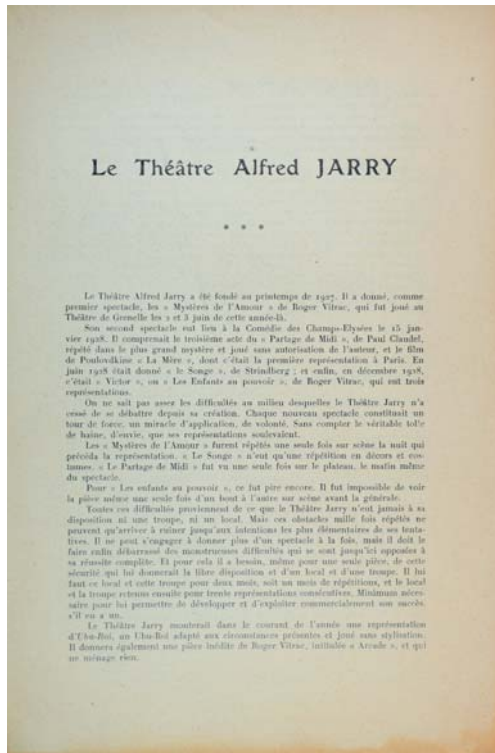 Le Théâtre Alfred JARRY
* * *
Le Théâtre Alfred Jarry a été fondé au printemps de 1927. Il a donné, comme
premier spectacle, les « Mystères de l'Amour » de Roger Vitrac, qui fut joué au
Théâtre de Grenelle les 2 et 3 juin de cette année-là.
Son second spectacle eut lieu à la Comédie des Champs-Elysées le 15 jan-
vier 1928. Il comprenait le troisième acte du « Partage de Midi », de Paul Claudel,
répété dans le plus grand mystère et joué sans autorisation de l'auteur, et le film
de Poudovkine « La Mère », dont c'était la première représentation à Paris. En
juin 1928 était donné « le Songe », de Strindberg ; et enfin, en décembre 1928,
c'était « Victor », ou « Les Enfants au pouvoir », de Roger Vitrac, qui eut trois
représentations.
On ne sait pas assez les difficultés au milieu desquelles le Théâtre Jarry n'a
cessé de se débattre depuis sa création. Chaque nouveau spectacle constituait un
tour de force, un miracle d'application, de volonté. Sans compter le véritable tolle
de haine, d'envie, que ses représentations soulevaient.
Les « Mystères de l'Amour » furent répétés une seule fois sur scène la nuit qui
précéda la représentation. « Le Songe » n'eut qu'une répétition en décors et cos-
tumes. « Le Partage de Midi » fut vu une seule fois sur le plateau, le matin même
du spectacle.
Pour « Les enfants au pouvoir », ce fut pire encore. Il fut impossible de voir
la pièce même une seule fois d'un bout à l'autre sur scène avant la générale.
Toutes ces difficultés proviennent de ce que le Théâtre Jarry n'eut jamais à sa
disposition ni une troupe, ni un local. Mais ces obstacles mille fois répétés ne
peuvent qu'arriver à ruiner jusqu'aux intentions les plus élémentaires de ses tenta-
tives. Il ne peut s'engager à donner plus d'un spectacle à la fois, mais il doit le
faire enfin débarrassé des monstrueuses difficultés qui se sont jusqu'ici opposées à
sa réussite complète. Et pour cela il a besoin, même pour une seule pièce, de cette
sécurité qui lui donnerait la libre disposition et d'un local et d'une troupe. Il lui
faut ce local et cette troupe pour deux mois, soit un mois de répétitions, et le local
et la troupe retenus ensuite pour trente représentations consécutives. Minimum néces-
saire pour lui permettre de développer et d'exploiter commercialement son succès,
s'il en a un.
Le Théâtre Jarry monterait dans le courant de l'année une représentation
d'Ubu-Roi, un Ubu-Roi adapté aux circonstances présentes et joué sans stylisation.
Il donnera également une pièce inédite de Roger Vitrac, intitulée « Arcade », et qui
ne ménage rien.